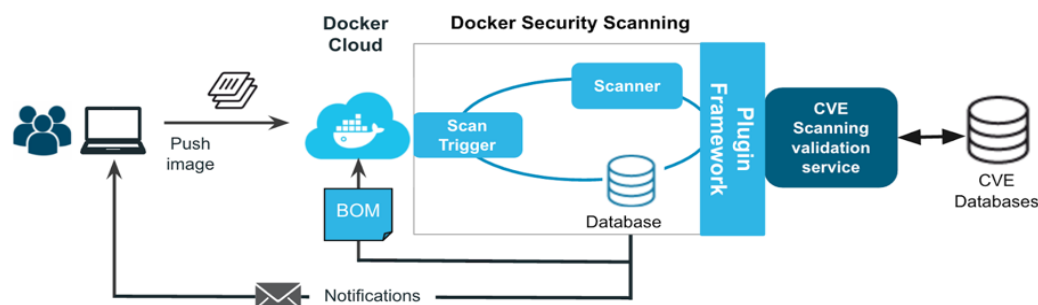 Docker
Cloud
Docker Security Scanning
Push
image
Scan
Trigger
Scanner
Database
Plugin
Framework
CVE
Scanning
validation
service
CVE
Databases
BOM
Notifications